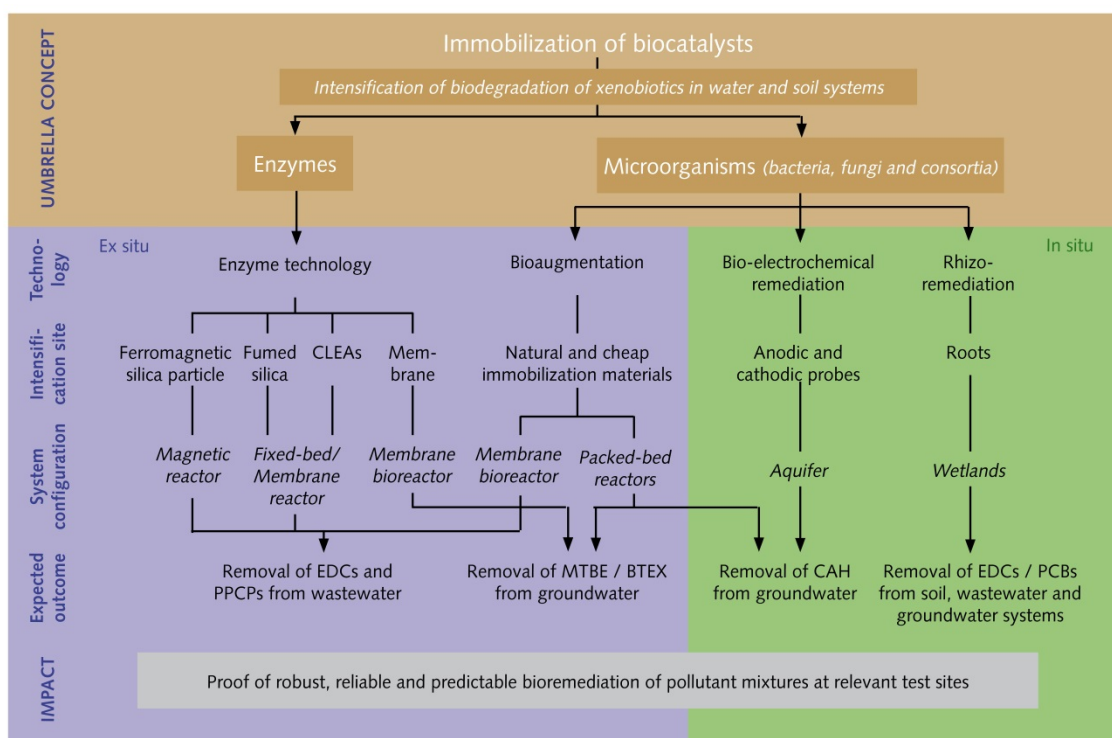 UMBRELLA CONCEPT
Immobilization of biocatalysts
Intensification of biodegradation of xenobiotics in water and soil systems
Enzymes
Microorganisms (bacteria, fungi and consortia)
Ex situ
In situ
Techno-
logy
Enzyme technology
Bioaugmentation
Bio-electrochemical
remediation
Rhizo-
remediation
Intensifi-
cation site
Ferromagnetic
silica particle
Fumed
silica
CLEAs
Mem-
brane
Natural and cheap
immobilization materials
Anodic and
cathodic probes
Roots
System
configuration
Magnetic
reactor
Fixed-bed/
Membrane
reactor
Membrane
bioreactor
Membrane
bioreactor
Packed-bed
reactors
Aquifer
Wetlands
Expected
outcome
Removal of EDCs and
PPCPs from wastewater
Removal of MTBE / BTEX
from groundwater
Removal of CAH
from groundwater
Removal of EDCs / PCBs
from soil, wastewater and
groundwater systems
IMPACT
Proof of robust, reliable and predictable bioremediation of pollutant mixtures at relevant test sites